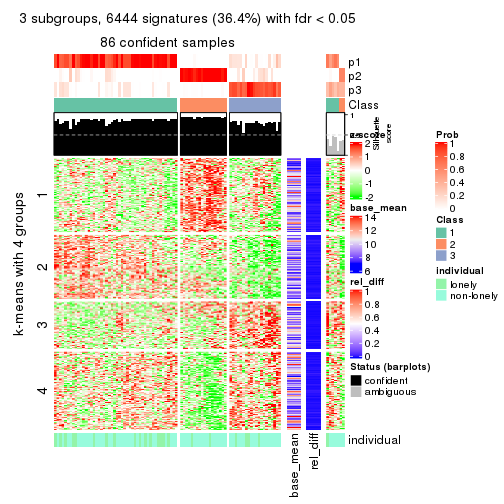 3 subgroups, 6444 signatures (36.4%) with fdr < 0.05
86 confident samples
p1
p2
p3
Class
1
0.5
0
Silhouette
score
k-means with 4 groups
1
2
3
4
individual
base_mean
rel_diff
z-score
2
1
0
-1
-2
base_mean
14
12
10
8
6
rel_diff
1
0.8
0.6
0.4
0.2
0
Status (barplots)
confident
ambiguous
Prob
1
0.8
0.6
0.4
0.2
0
Class
1
2
3
individual
lonely
non-lonely